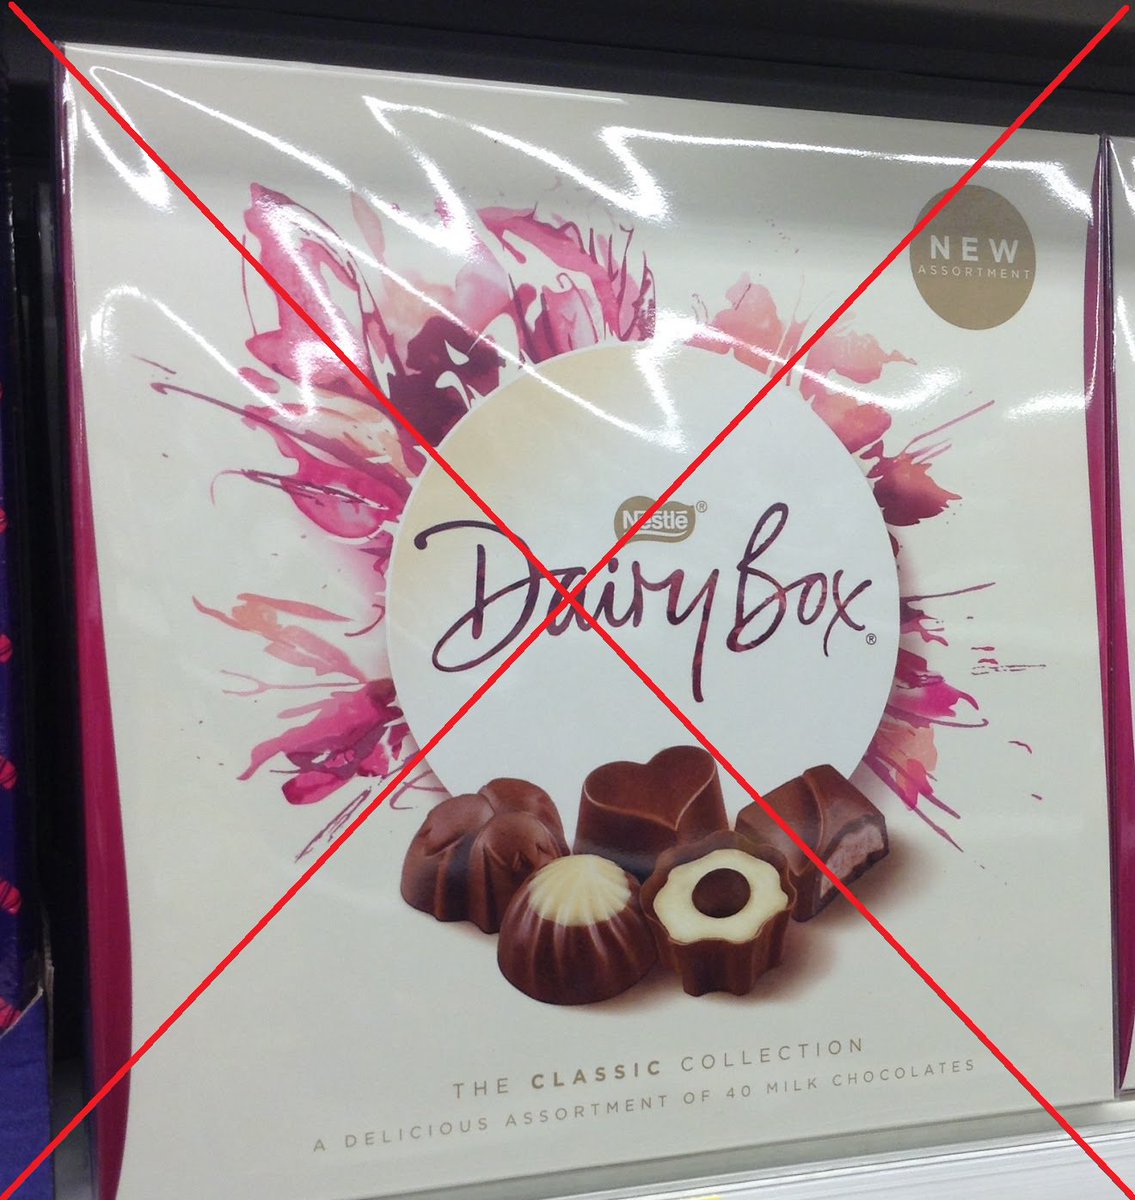 NEW
ASSORTMENT
Nestlé®
Dairy Box®
THE CLASSIC COLLECTION
A DELICIOUS ASSORTMENT OF 40 MILK CHOCOLATES